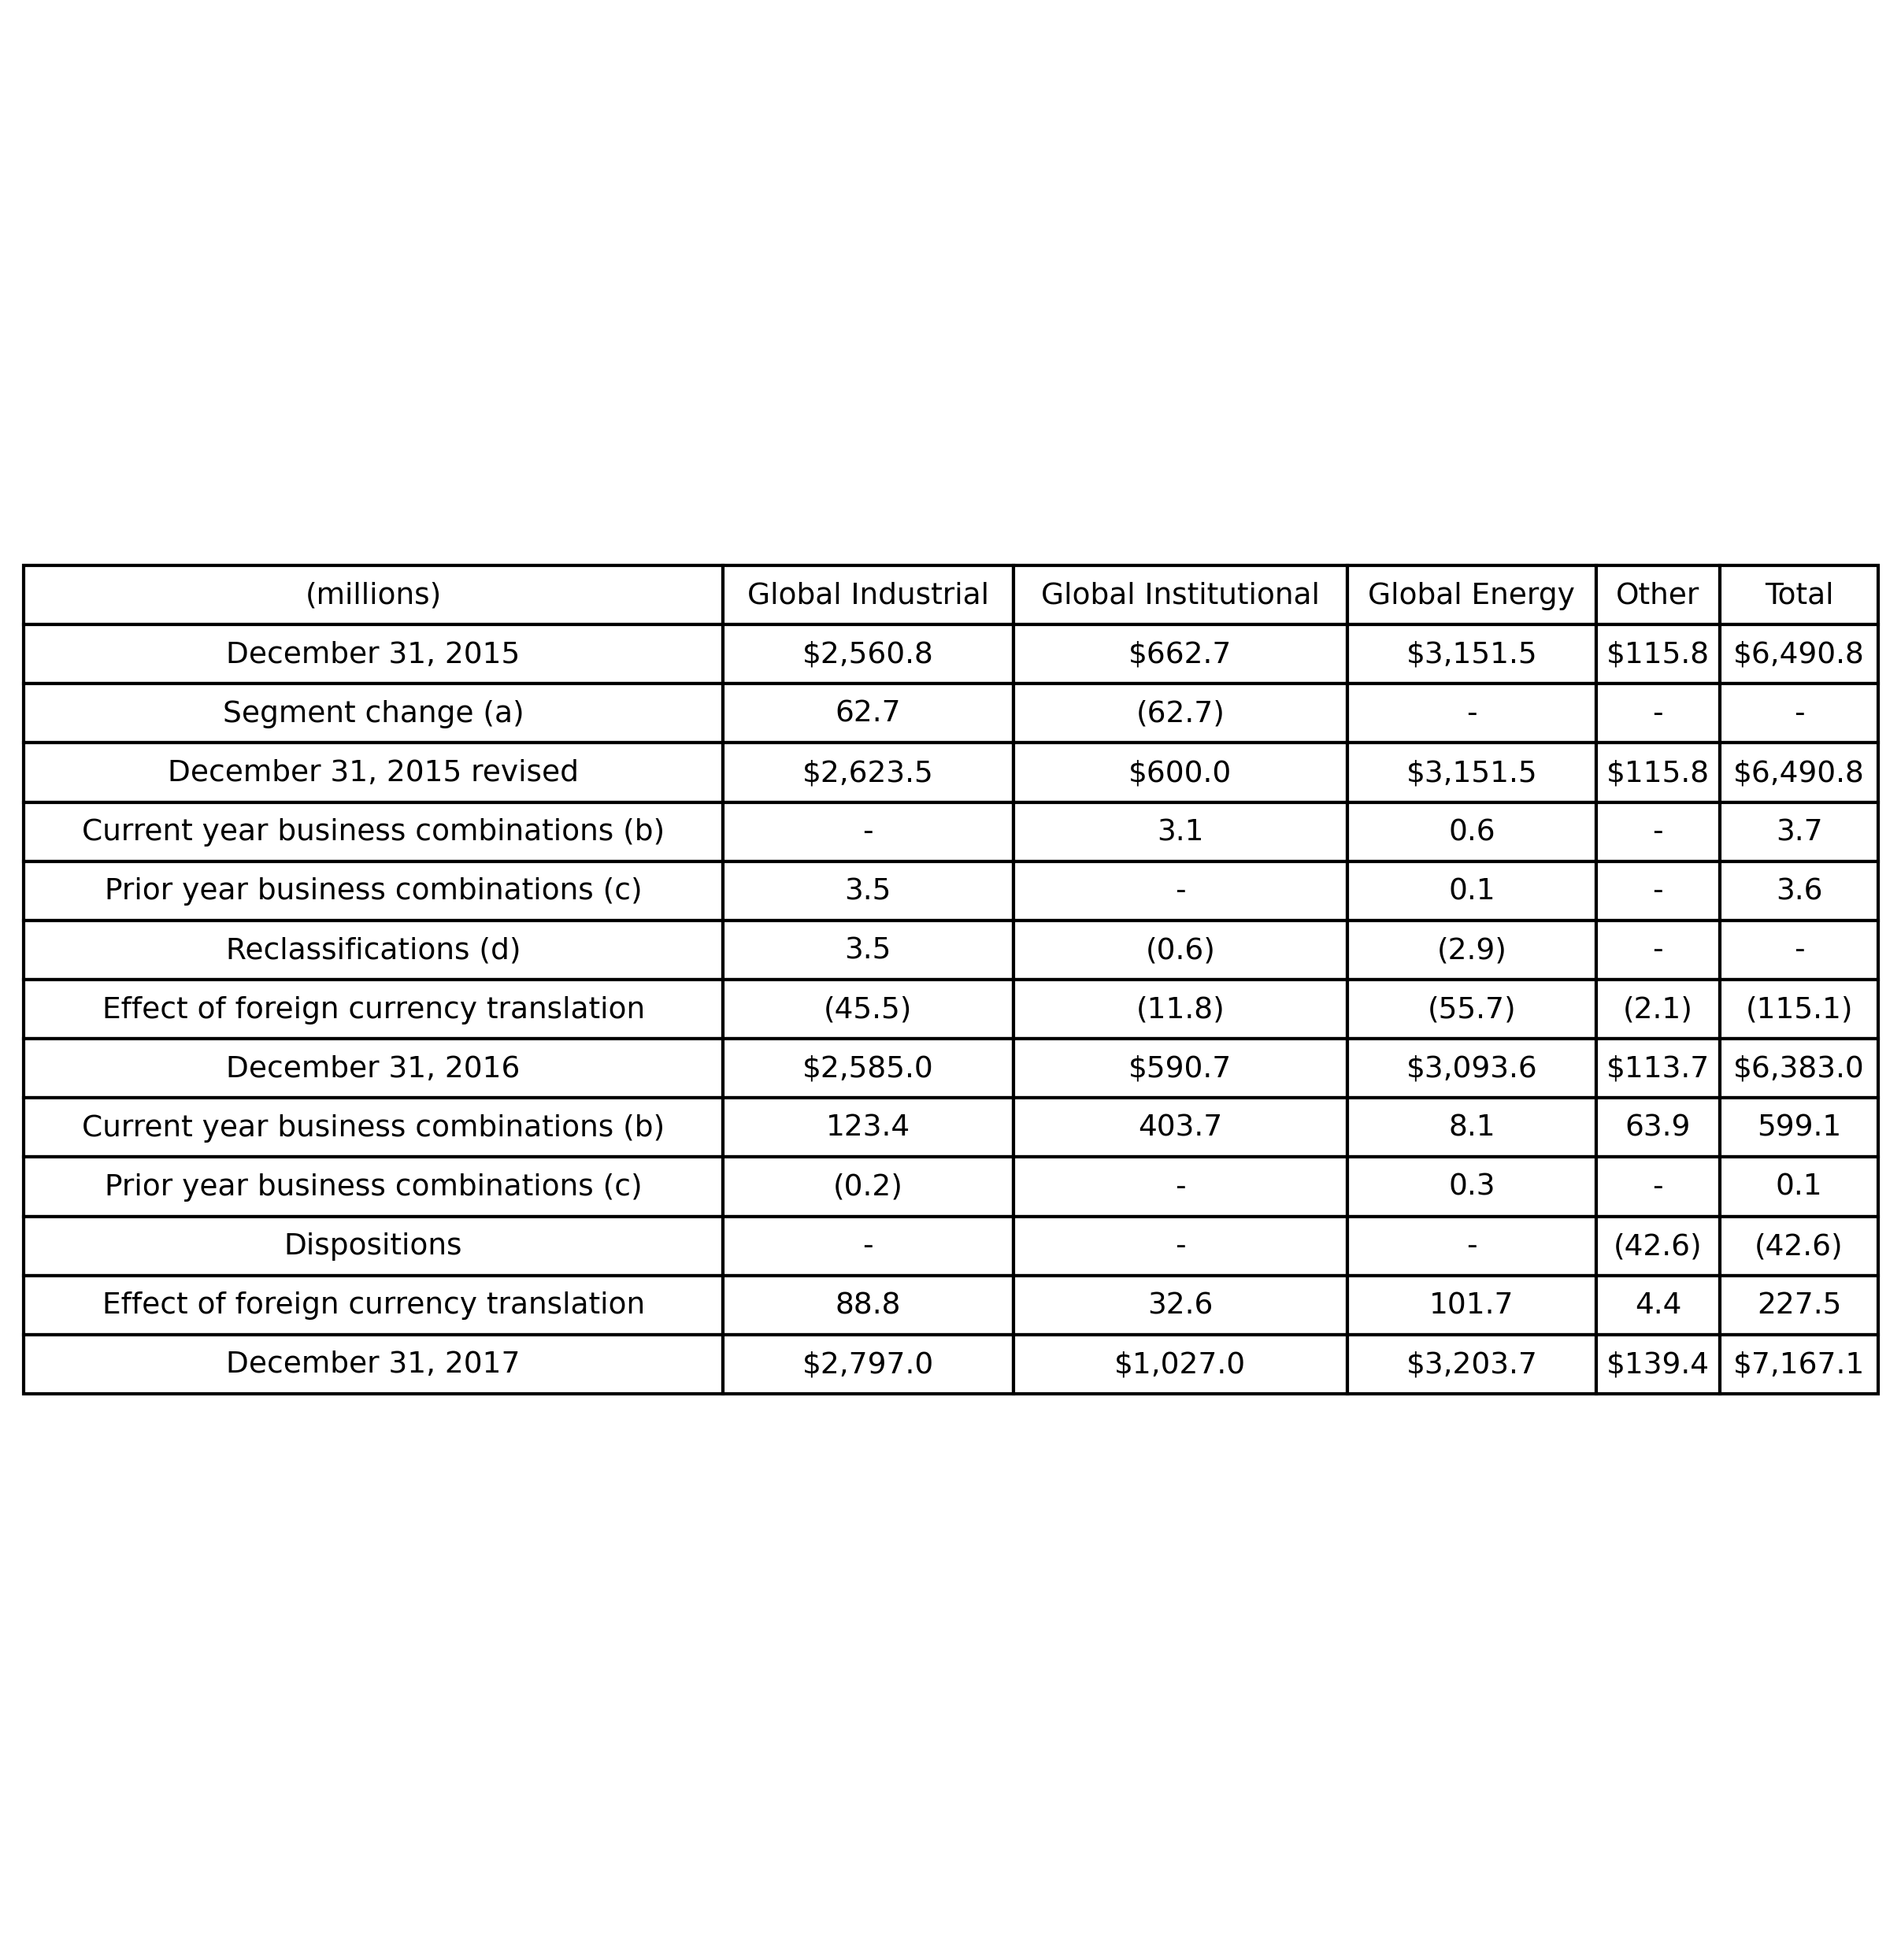 (millions) Global Industrial Global Institutional Global Energy Other Total
December 31, 2015 $2,560.8 $662.7 $3,151.5 $115.8 $6,490.8
Segment change (a) 62.7 (62.7) - - -
December 31, 2015 revised $2,623.5 $600.0 $3,151.5 $115.8 $6,490.8
Current year business combinations (b) - 3.1 0.6 - 3.7
Prior year business combinations (c) 3.5 - 0.1 - 3.6
Reclassifications (d) 3.5 (0.6) (2.9) - -
Effect of foreign currency translation (45.5) (11.8) (55.7) (2.1) (115.1)
December 31, 2016 $2,585.0 $590.7 $3,093.6 $113.7 $6,383.0
Current year business combinations (b) 123.4 403.7 8.1 63.9 599.1
Prior year business combinations (c) (0.2) - 0.3 - 0.1
Dispositions - - - (42.6) (42.6)
Effect of foreign currency translation 88.8 32.6 101.7 4.4 227.5
December 31, 2017 $2,797.0 $1,027.0 $3,203.7 $139.4 $7,167.1